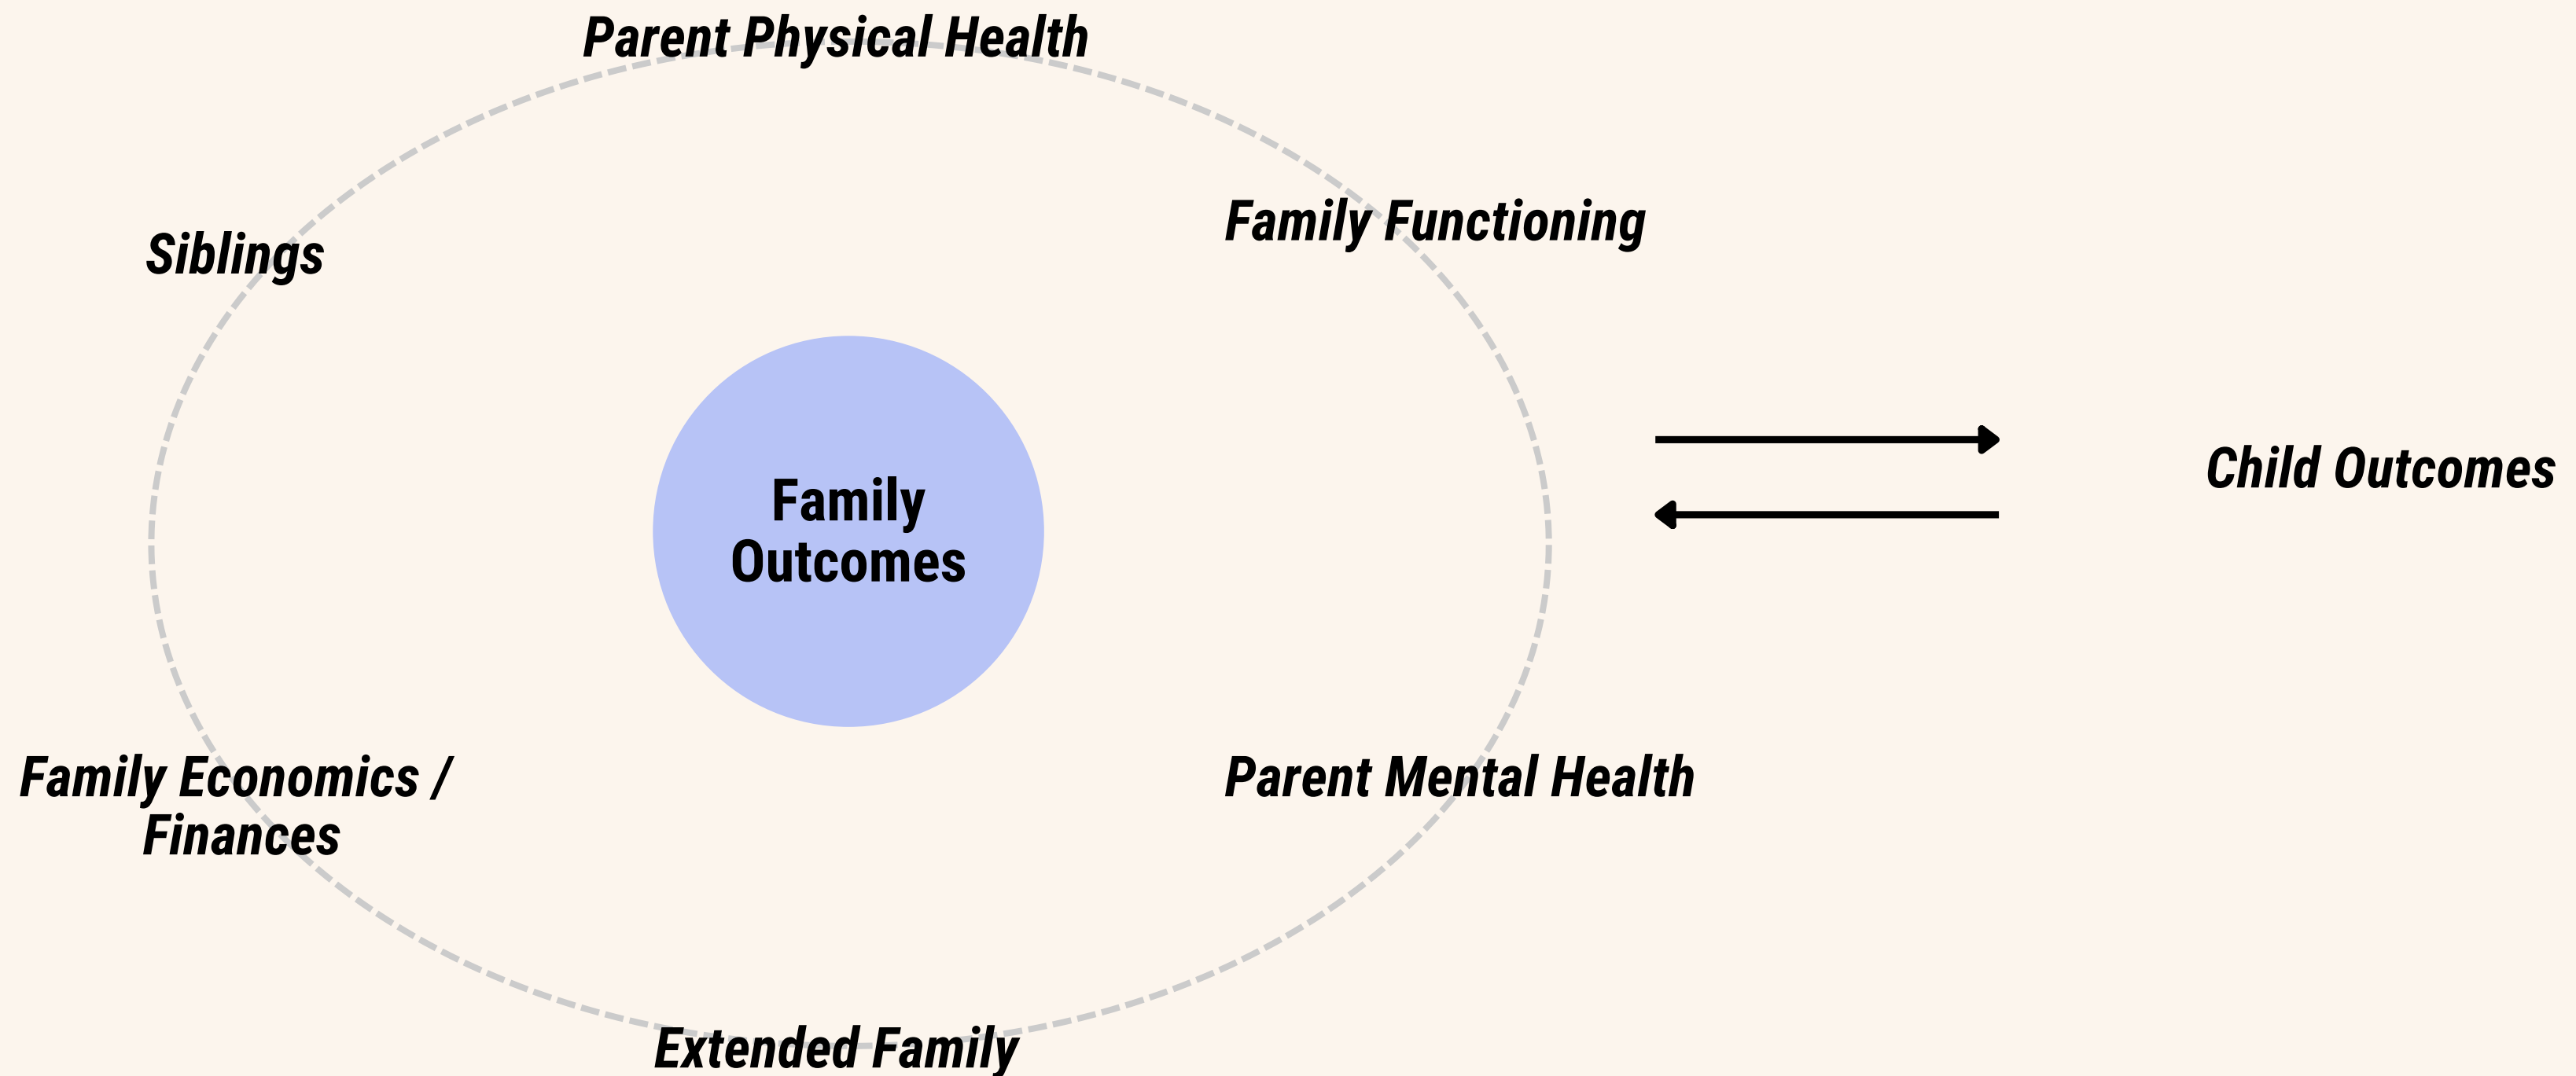 Parent Physical Health
Family Functioning
Siblings
Family
Outcomes
Child Outcomes
Family Economics /
Finances
Parent Mental Health
Extended Family